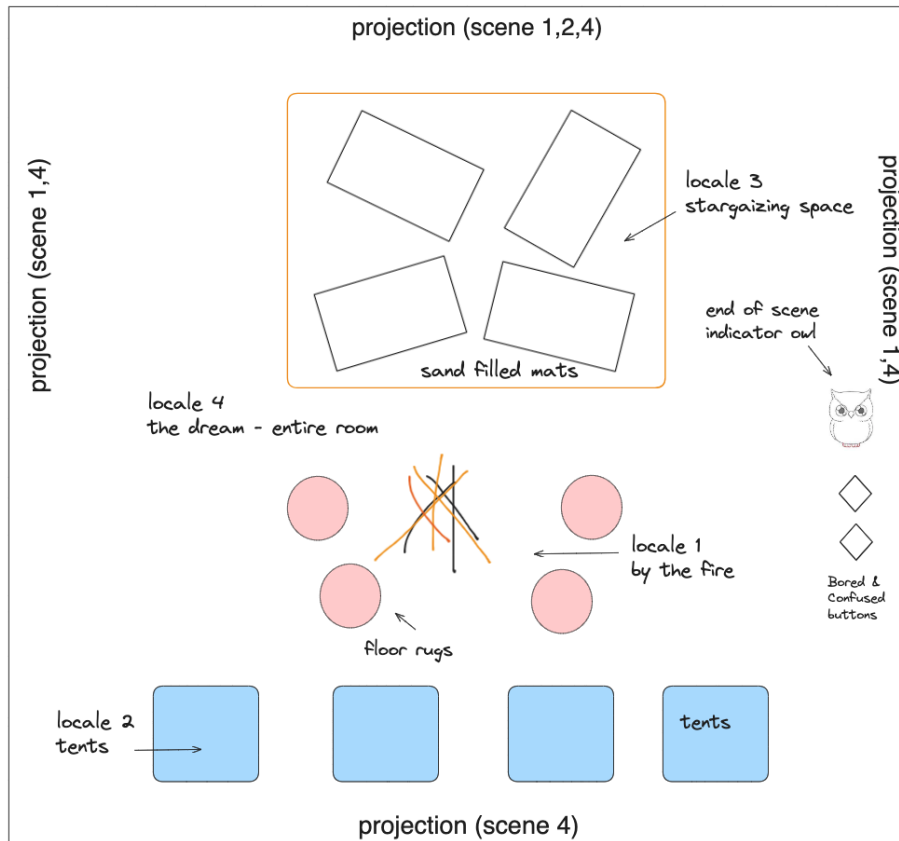 projection (scene 1,2,4)
projection (scene 1,4)
projection (scene 1,4)
locale 3
stargaizing space
end of scene
indicator owl
sand filled mats
locale 4
the dream - entire room
locale 1
by the fire
Bored &
Confused
buttons
floor rugs
locale 2
tents
tents
projection (scene 4)